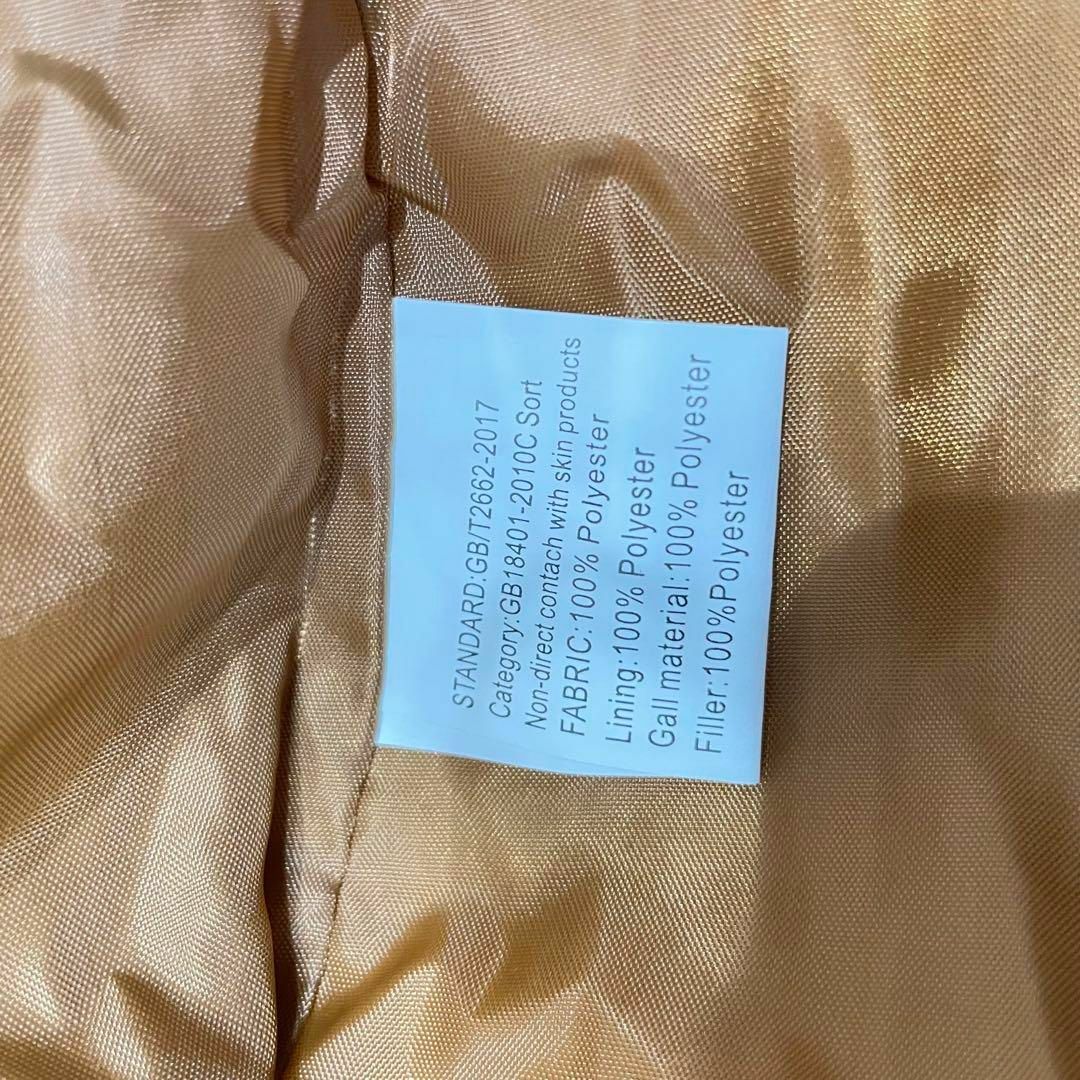 STANDARD:GB/T2662-2017
Category:GB18401-2010C Sort
Non-direct contach with skin products
FABRIC:100% Polyester
Lining:100% Polyester
Gall material:100% Polyester
Filler:100%Polyester